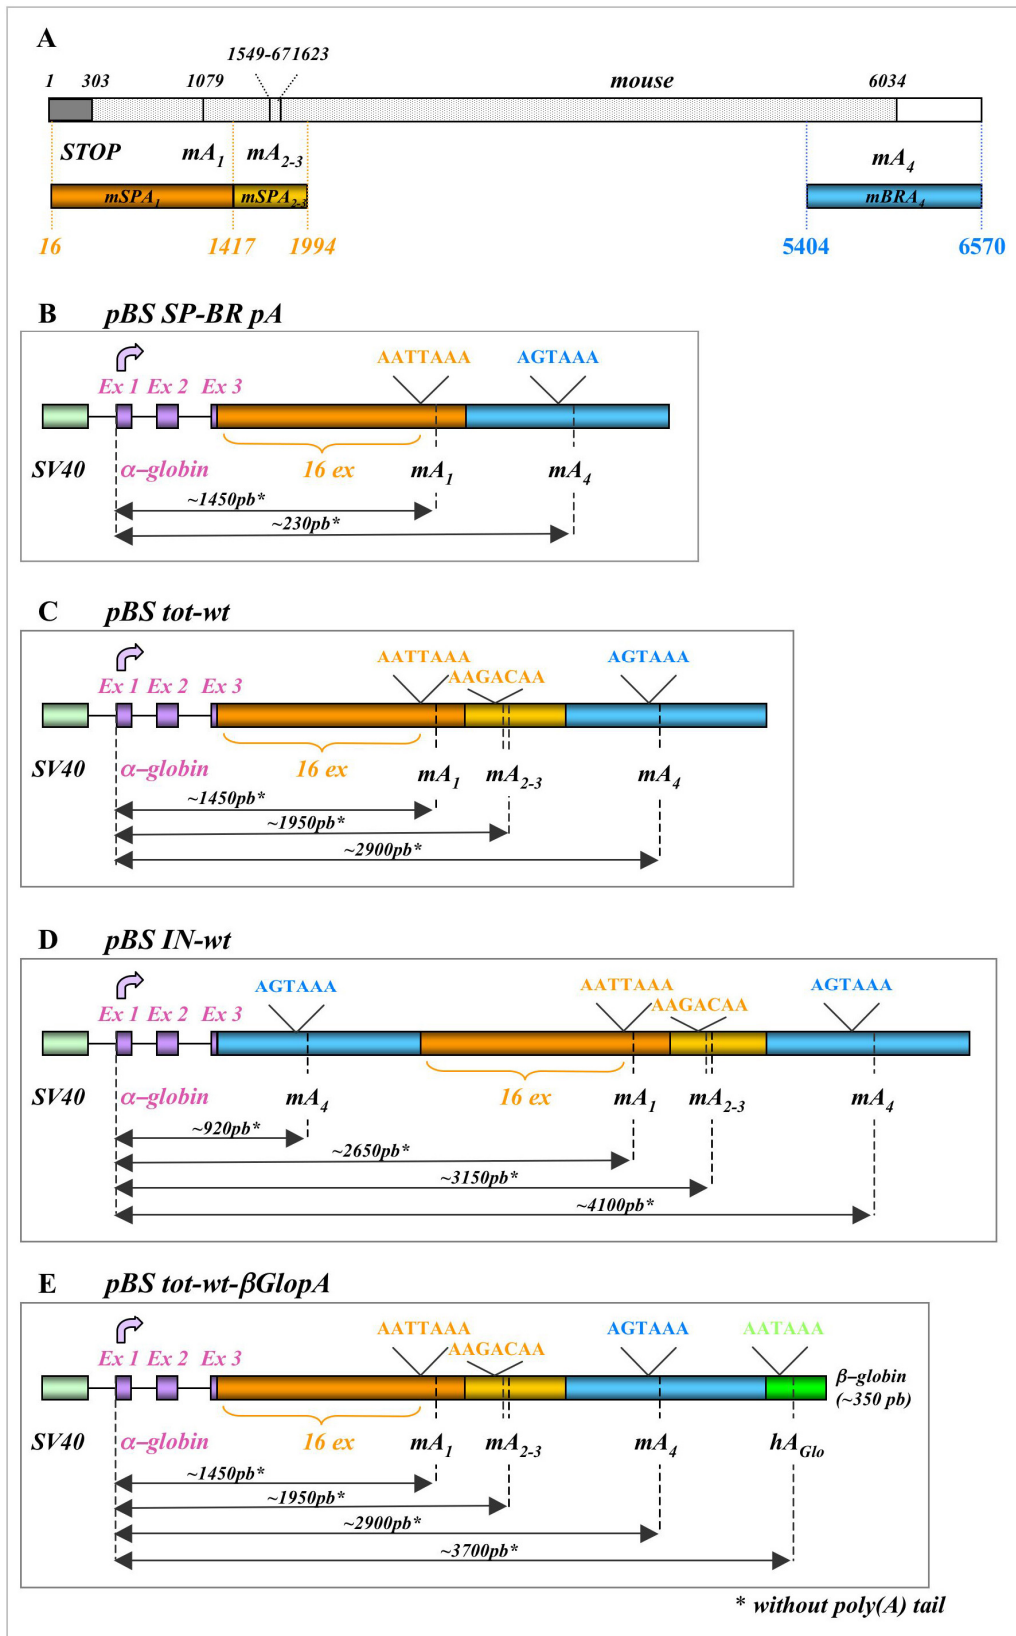 A
1549-671623
1 303 1079 mouse 6034
STOP mA1 mA2-3 mA4
mSPA1 mSPA2-3 mBRA4
16 1417 1994 5404 6570
B pBS SP-BR pA
AATTAAA AGTAAA
Ex 1 Ex 2 Ex 3
SV40 α–globin 16 ex mA1 mA4
~1450pb*
~230pb*
C pBS tot-wt
AATTAAA AGTAAA
AAGACAA
Ex 1 Ex 2 Ex 3
SV40 α–globin 16 ex mA1 mA2-3 mA4
~1450pb*
~1950pb*
~2900pb*
D pBS IN-wt
AGTAAA AATTAAA AGTAAA
AAGACAA
Ex 1 Ex 2 Ex 3
SV40 α–globin mA4 16 ex mA1 mA2-3 mA4
~920pb*
~2650pb*
~3150pb*
~4100pb*
E pBS tot-wt-βGlopA
AATTAAA AGTAAA AATAAA
AAGACAA
Ex 1 Ex 2 Ex 3
β–globin
(~350 pb)
SV40 α–globin 16 ex mA1 mA2-3 mA4 hAGlo
~1450pb*
~1950pb*
~2900pb*
~3700pb*
* without poly(A) tail